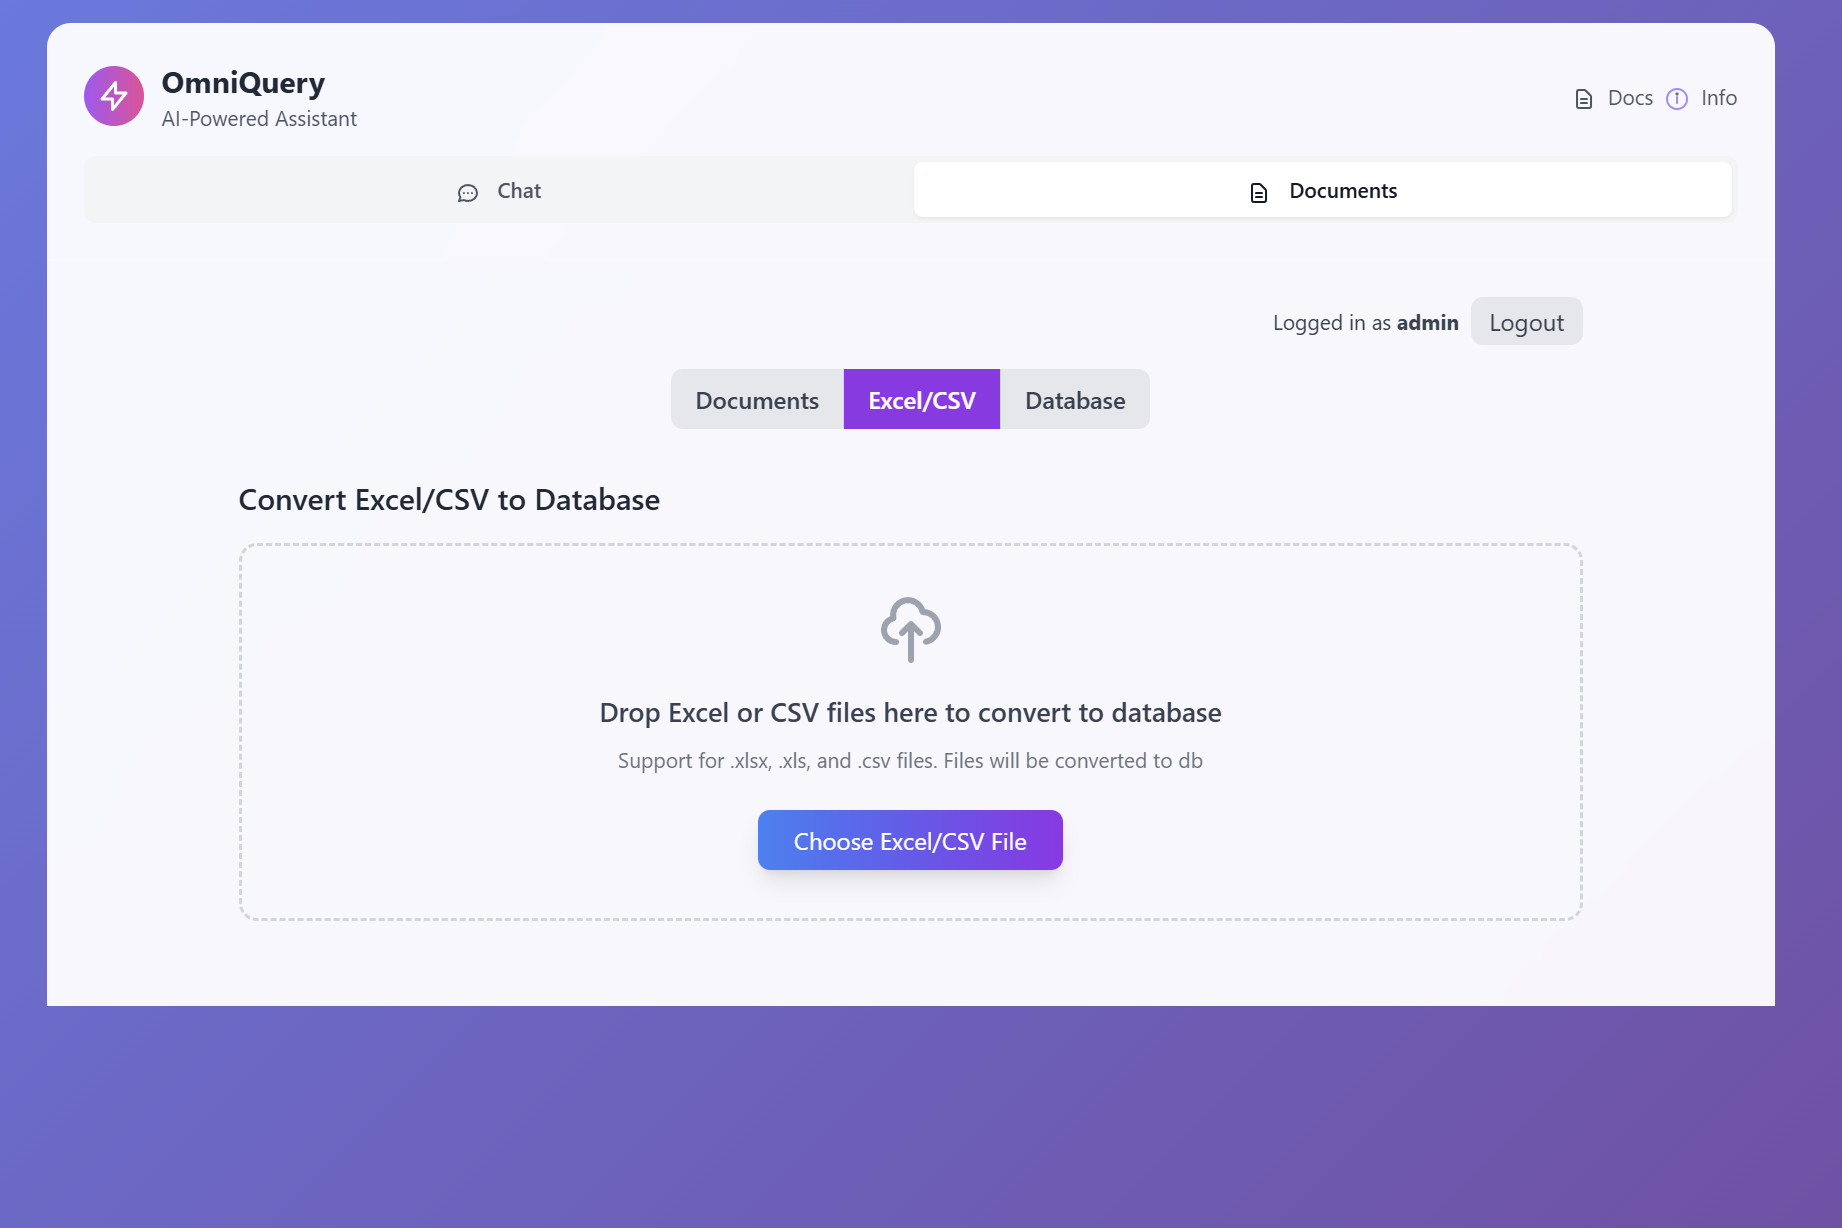 OmniQuery
AI-Powered Assistant
Docs
Info
Chat
Documents
Logged in as admin
Logout
Documents
Excel/CSV
Database
Convert Excel/CSV to Database
Drop Excel or CSV files here to convert to database
Support for .xlsx, .xls, and .csv files. Files will be converted to db
Choose Excel/CSV File